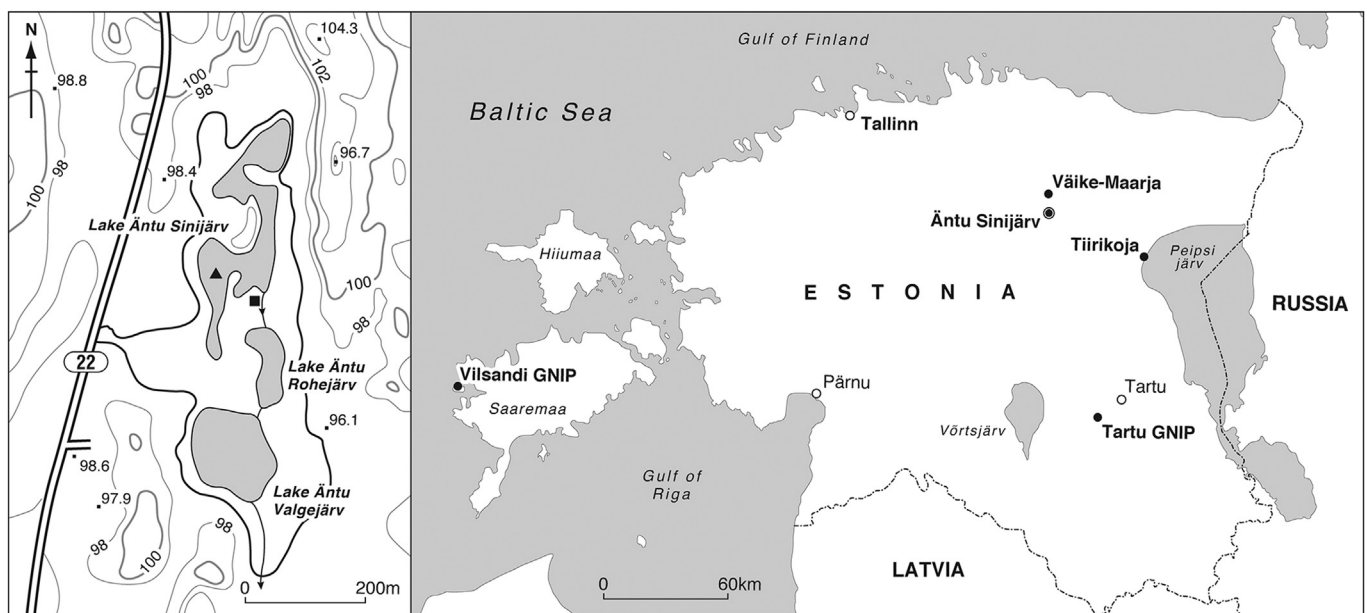 N
104.3
102
98.8
100
98
98.4
96.7
100
98
Lake Äntu Sinijärv
100
98
22
Lake Äntu
Rohejärv
96.1
98.6
97.9
Lake Äntu
Valgejärv
98
98
100
0
200m
Gulf of Finland
Baltic Sea
Tallinn
Väike-Maarja
Äntu Sinijärv
Tiirikoja
Peipsi
järv
Hiiumaa
ESTONIA
RUSSIA
Vilsandi GNIP
Saaremaa
Pärnu
Tartu
Võrtsjärv
Tartu GNIP
Gulf of
Riga
LATVIA
0
60km